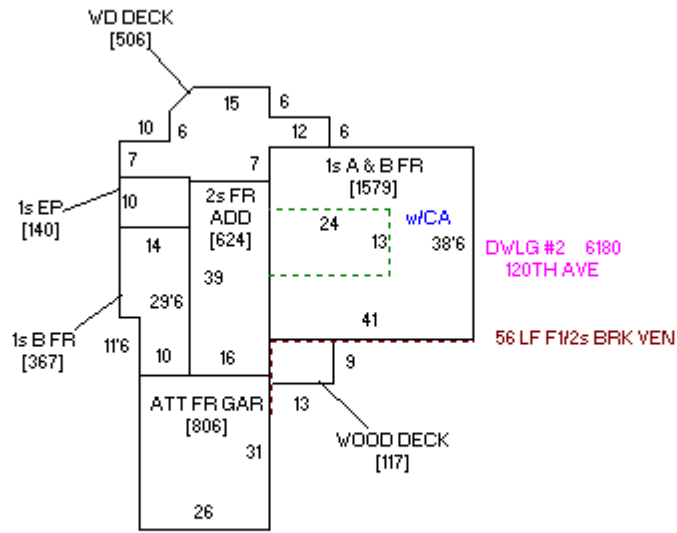 WD DECK
[506]
15
6
10
6
12
6
7
7
1s A & B FR
[1579]
1s EP
[140]
10
2s FR
ADD
[624]
24
w/CA
13
38'6
DWLG #2 6180
120TH AVE
14
39
29'6
41
1s B FR
[367]
11'6
10
16
56 LF F1/2s BRK VEN
9
13
ATT FR GAR
[806]
31
WOOD DECK
[117]
26